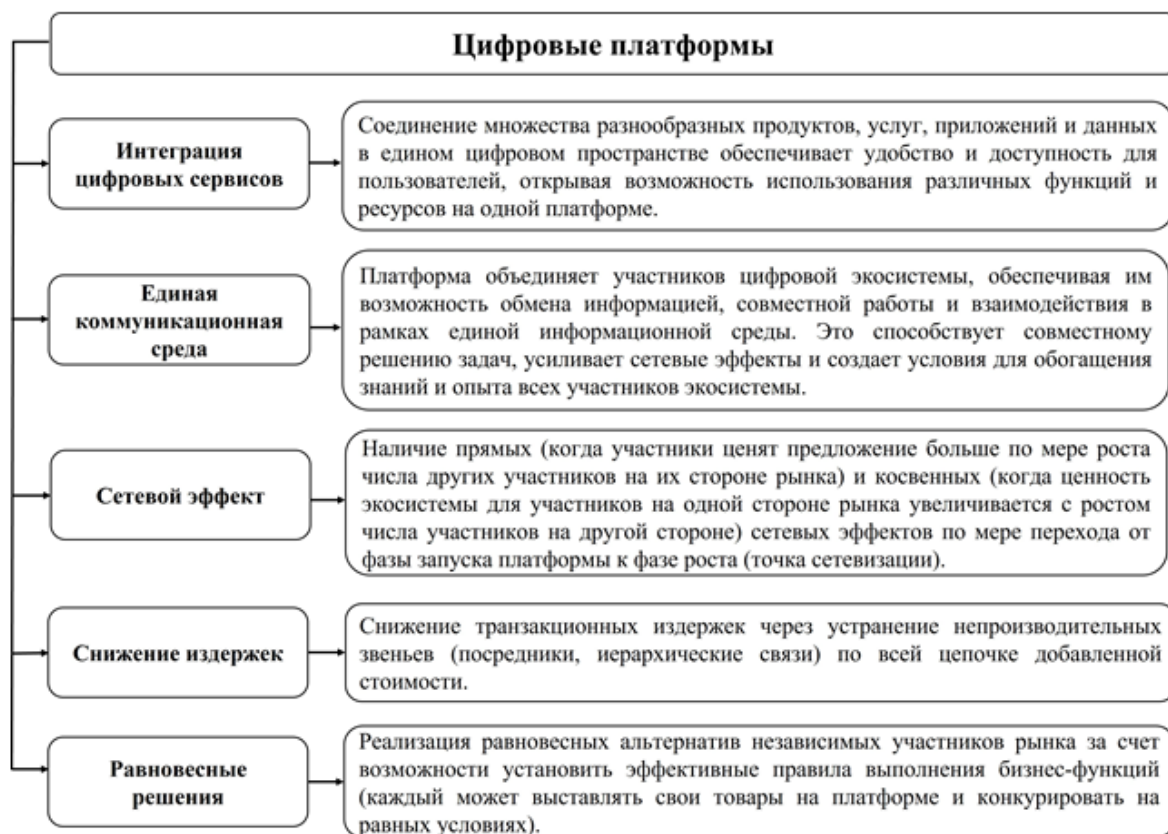 Цифровые платформы
Интеграция
цифровых сервисов
Соединение множества разнообразных продуктов, услуг, приложений и данных
в едином цифровом пространстве обеспечивает удобство и доступность для
пользователей, открывая возможность использования различных функций и
ресурсов на одной платформе.
Единая
коммуникационная
среда
Платформа объединяет участников цифровой экосистемы, обеспечивая им
возможность обмена информацией, совместной работы и взаимодействия в
рамках единой информационной среды. Это способствует совместному
решению задач, усиливает сетевые эффекты и создает условия для обогащения
знаний и опыта всех участников экосистемы.
Сетевой эффект
Наличие прямых (когда участники ценят предложение больше по мере роста
числа других участников на их стороне рынка) и косвенных (когда ценность
экосистемы для участников на одной стороне рынка увеличивается с ростом
числа участников на другой стороне) сетевых эффектов по мере перехода от
фазы запуска платформы к фазе роста (точка сетевизации).
Снижение издержек
Снижение транзакционных издержек через устранение непроизводительных
звеньев (посредники, иерархические связи) по всей цепочке добавленной
стоимости.
Равновесные
решения
Реализация равновесных альтернатив независимых участников рынка за счет
возможности установить эффективные правила выполнения бизнес-функций
(каждый может выставлять свои товары на платформе и конкурировать на
равных условиях).